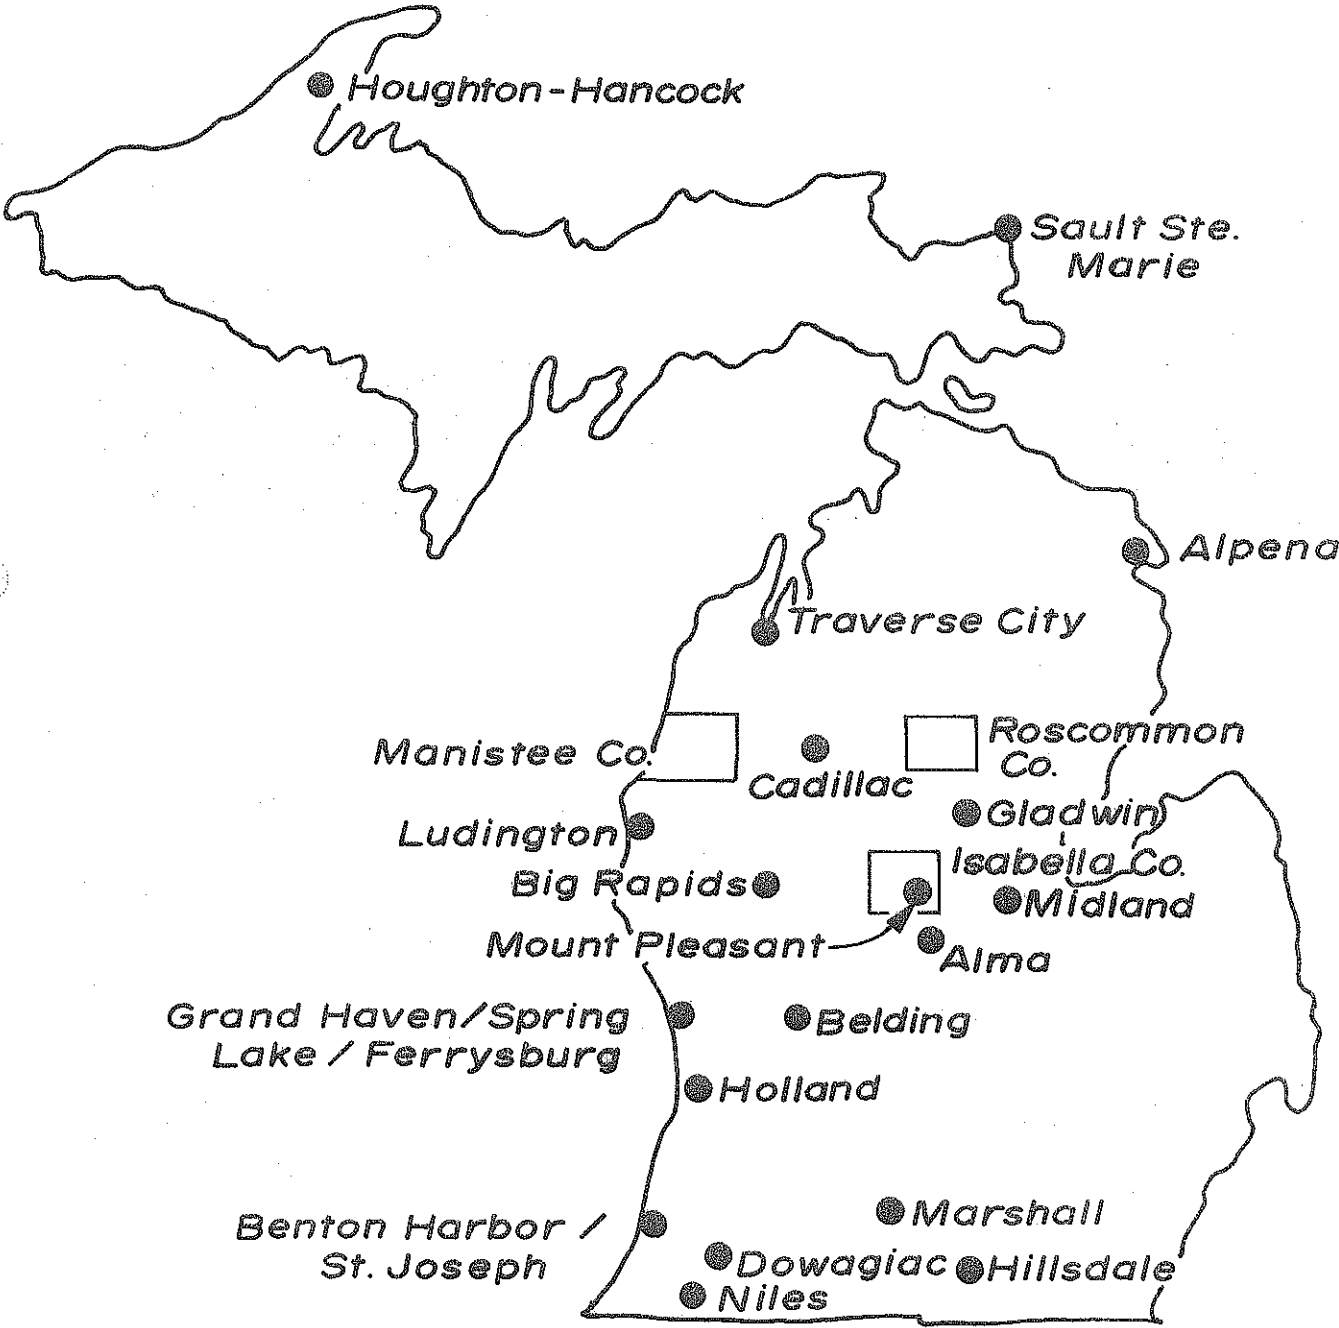 Houghton-Hancock
Sault Ste.
Marie
Alpena
Traverse City
Manistee Co.
Cadillac
Roscommon
Co.
Gladwin
Ludington
Isabella Co.
Big Rapids
Midland
Mount Pleasant
Alma
Grand Haven/Spring
Lake / Ferrysburg
Belding
Holland
Benton Harbor /
St. Joseph
Marshall
Dowagiac
Hillsdale
Niles